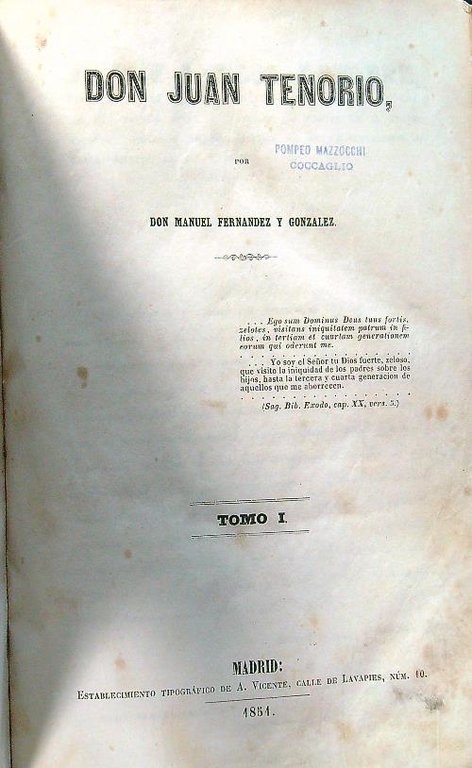 DON JUAN TENORIO,
POR
POMPEO MAZZOCCHI
COCCAGLIO
DON MANUEL FERNANDEZ Y GONZALEZ.
. . . Ego sum Dominus Deus tuus fortis,
zelotes, visitans iniquitatem patrum in fi-
lios, in tertiam et cuartam generationem
eorum qui oderunt me.
. . . Yo soy el Señor tu Dios fuerte, zeloso,
que visito la iniquidad de los padres sobre los
hijos, hasta la tercera y cuarta generacion de
aquellos que me aborrecen.
(Sag. Bib. Exodo, cap. XX, vers. 5.)
TOMO I.
MADRID:
ESTABLECIMIENTO TIPOGRÁFICO DE A. VICENTE, CALLE DE LAVAPIES, NÚM. 10.
1851.